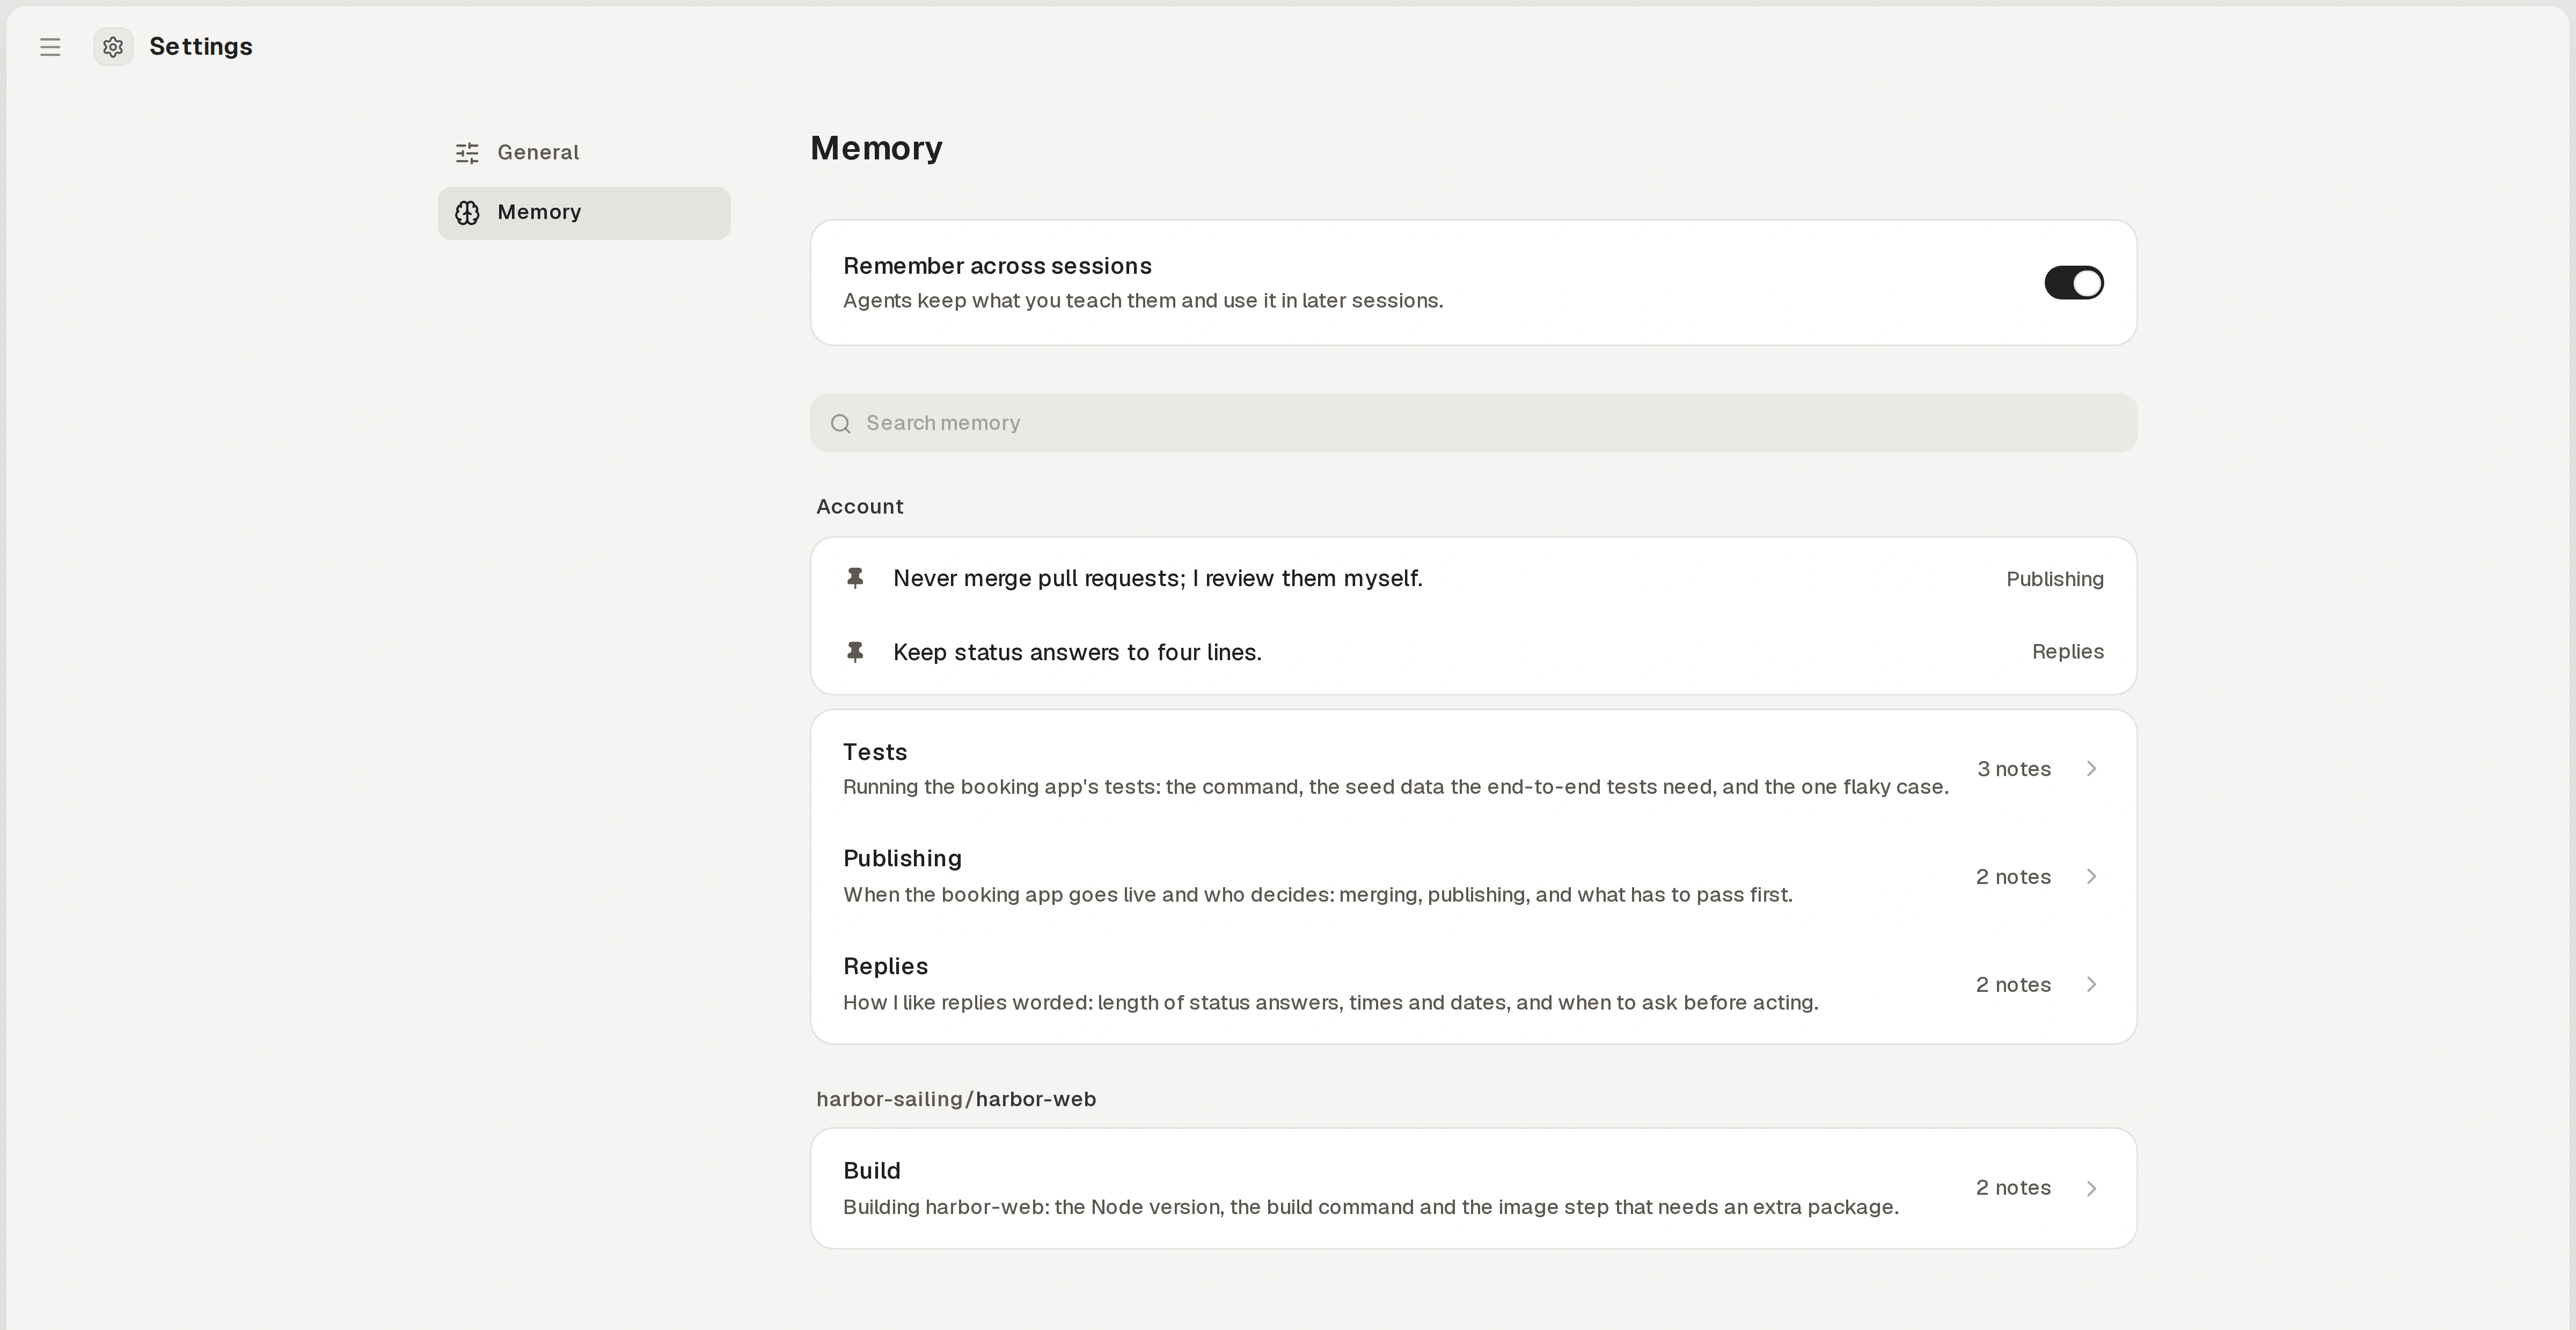 Settings
General
Memory
Memory
Remember across sessions
Agents keep what you teach them and use it in later sessions.
Search memory
Account
Never merge pull requests; I review them myself.
Publishing
Keep status answers to four lines.
Replies
Tests
Running the booking app's tests: the command, the seed data the end-to-end tests need, and the one flaky case.
3 notes
Publishing
When the booking app goes live and who decides: merging, publishing, and what has to pass first.
2 notes
Replies
How I like replies worded: length of status answers, times and dates, and when to ask before acting.
2 notes
harbor-sailing/harbor-web
Build
Building harbor-web: the Node version, the build command and the image step that needs an extra package.
2 notes